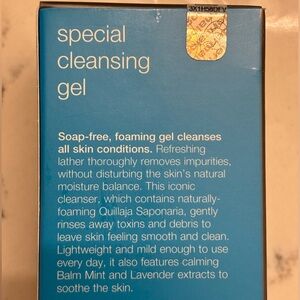 3X1H56DFV
special
cleansing
gel
Soap-free, foaming gel cleanses
all skin conditions. Refreshing
lather thoroughly removes impurities,
without disturbing the skin's natural
moisture balance. This iconic
cleanser, which contains naturally-
foaming Quillaja Saponaria, gently
rinses away toxins and debris to
leave skin feeling smooth and clean.
Lightweight and mild enough to use
every day, it also features calming
Balm Mint and Lavender extracts to
soothe the skin.